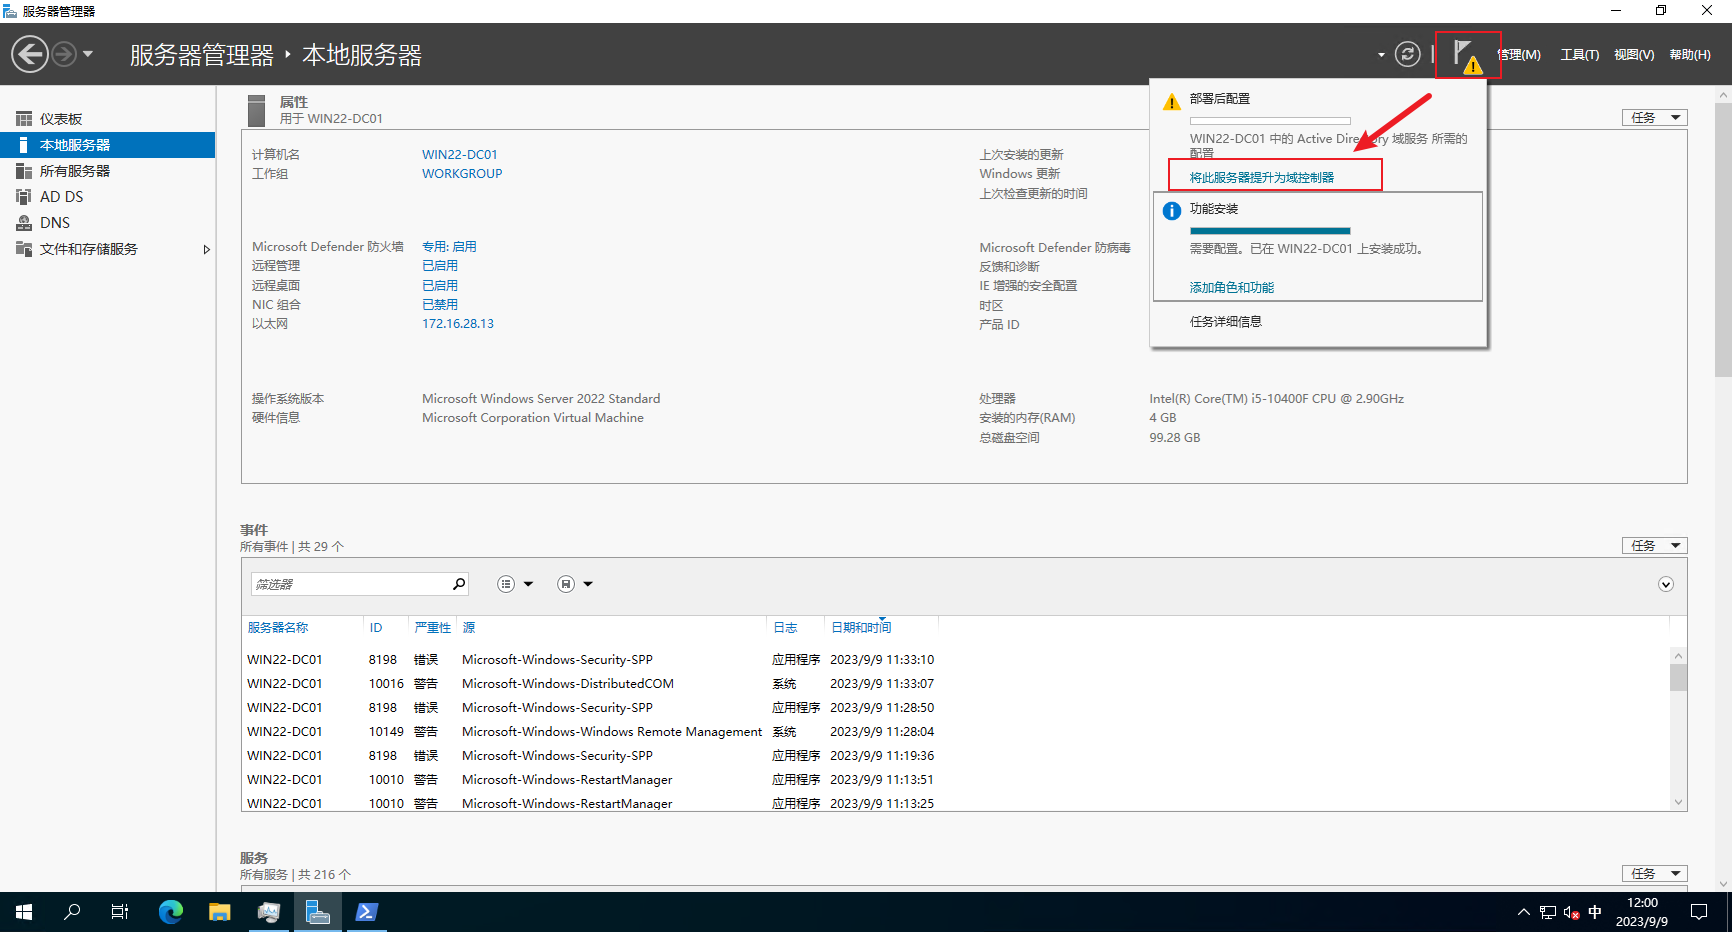 服务器管理器
服务器管理器 ‣ 本地服务器
管理(M) 工具(T) 视图(V) 帮助(H)
仪表板
本地服务器
所有服务器
AD DS
DNS
文件和存储服务
属性
用于 WIN22-DC01
任务
计算机名 WIN22-DC01
工作组 WORKGROUP
上次安装的更新
Windows 更新
上次检查更新的时间
Microsoft Defender 防火墙 专用: 启用
远程管理 已启用
远程桌面 已启用
NIC 组合 已禁用
以太网 172.16.28.13
Microsoft Defender 防病毒
反馈和诊断
IE 增强的安全配置
时区
产品 ID
操作系统版本 Microsoft Windows Server 2022 Standard
硬件信息 Microsoft Corporation Virtual Machine
处理器 Intel(R) Core(TM) i5-10400F CPU @ 2.90GHz
安装的内存(RAM) 4 GB
总磁盘空间 99.28 GB
部署后配置
WIN22-DC01 中的 Active Directory 域服务 所需的
配置
将此服务器提升为域控制器
功能安装
需要配置。已在 WIN22-DC01 上安装成功。
添加角色和功能
任务详细信息
事件
所有事件 | 共 29 个
任务
筛选器
服务器名称 ID 严重性 源 日志 日期和时间
WIN22-DC01 8198 错误 Microsoft-Windows-Security-SPP 应用程序 2023/9/9 11:33:10
WIN22-DC01 10016 警告 Microsoft-Windows-DistributedCOM 系统 2023/9/9 11:33:07
WIN22-DC01 8198 错误 Microsoft-Windows-Security-SPP 应用程序 2023/9/9 11:28:50
WIN22-DC01 10149 警告 Microsoft-Windows-Windows Remote Management 系统 2023/9/9 11:28:04
WIN22-DC01 8198 错误 Microsoft-Windows-Security-SPP 应用程序 2023/9/9 11:19:36
WIN22-DC01 10010 警告 Microsoft-Windows-RestartManager 应用程序 2023/9/9 11:13:51
WIN22-DC01 10010 警告 Microsoft-Windows-RestartManager 应用程序 2023/9/9 11:13:25
服务
所有服务 | 共 216 个
任务
中
12:00
2023/9/9